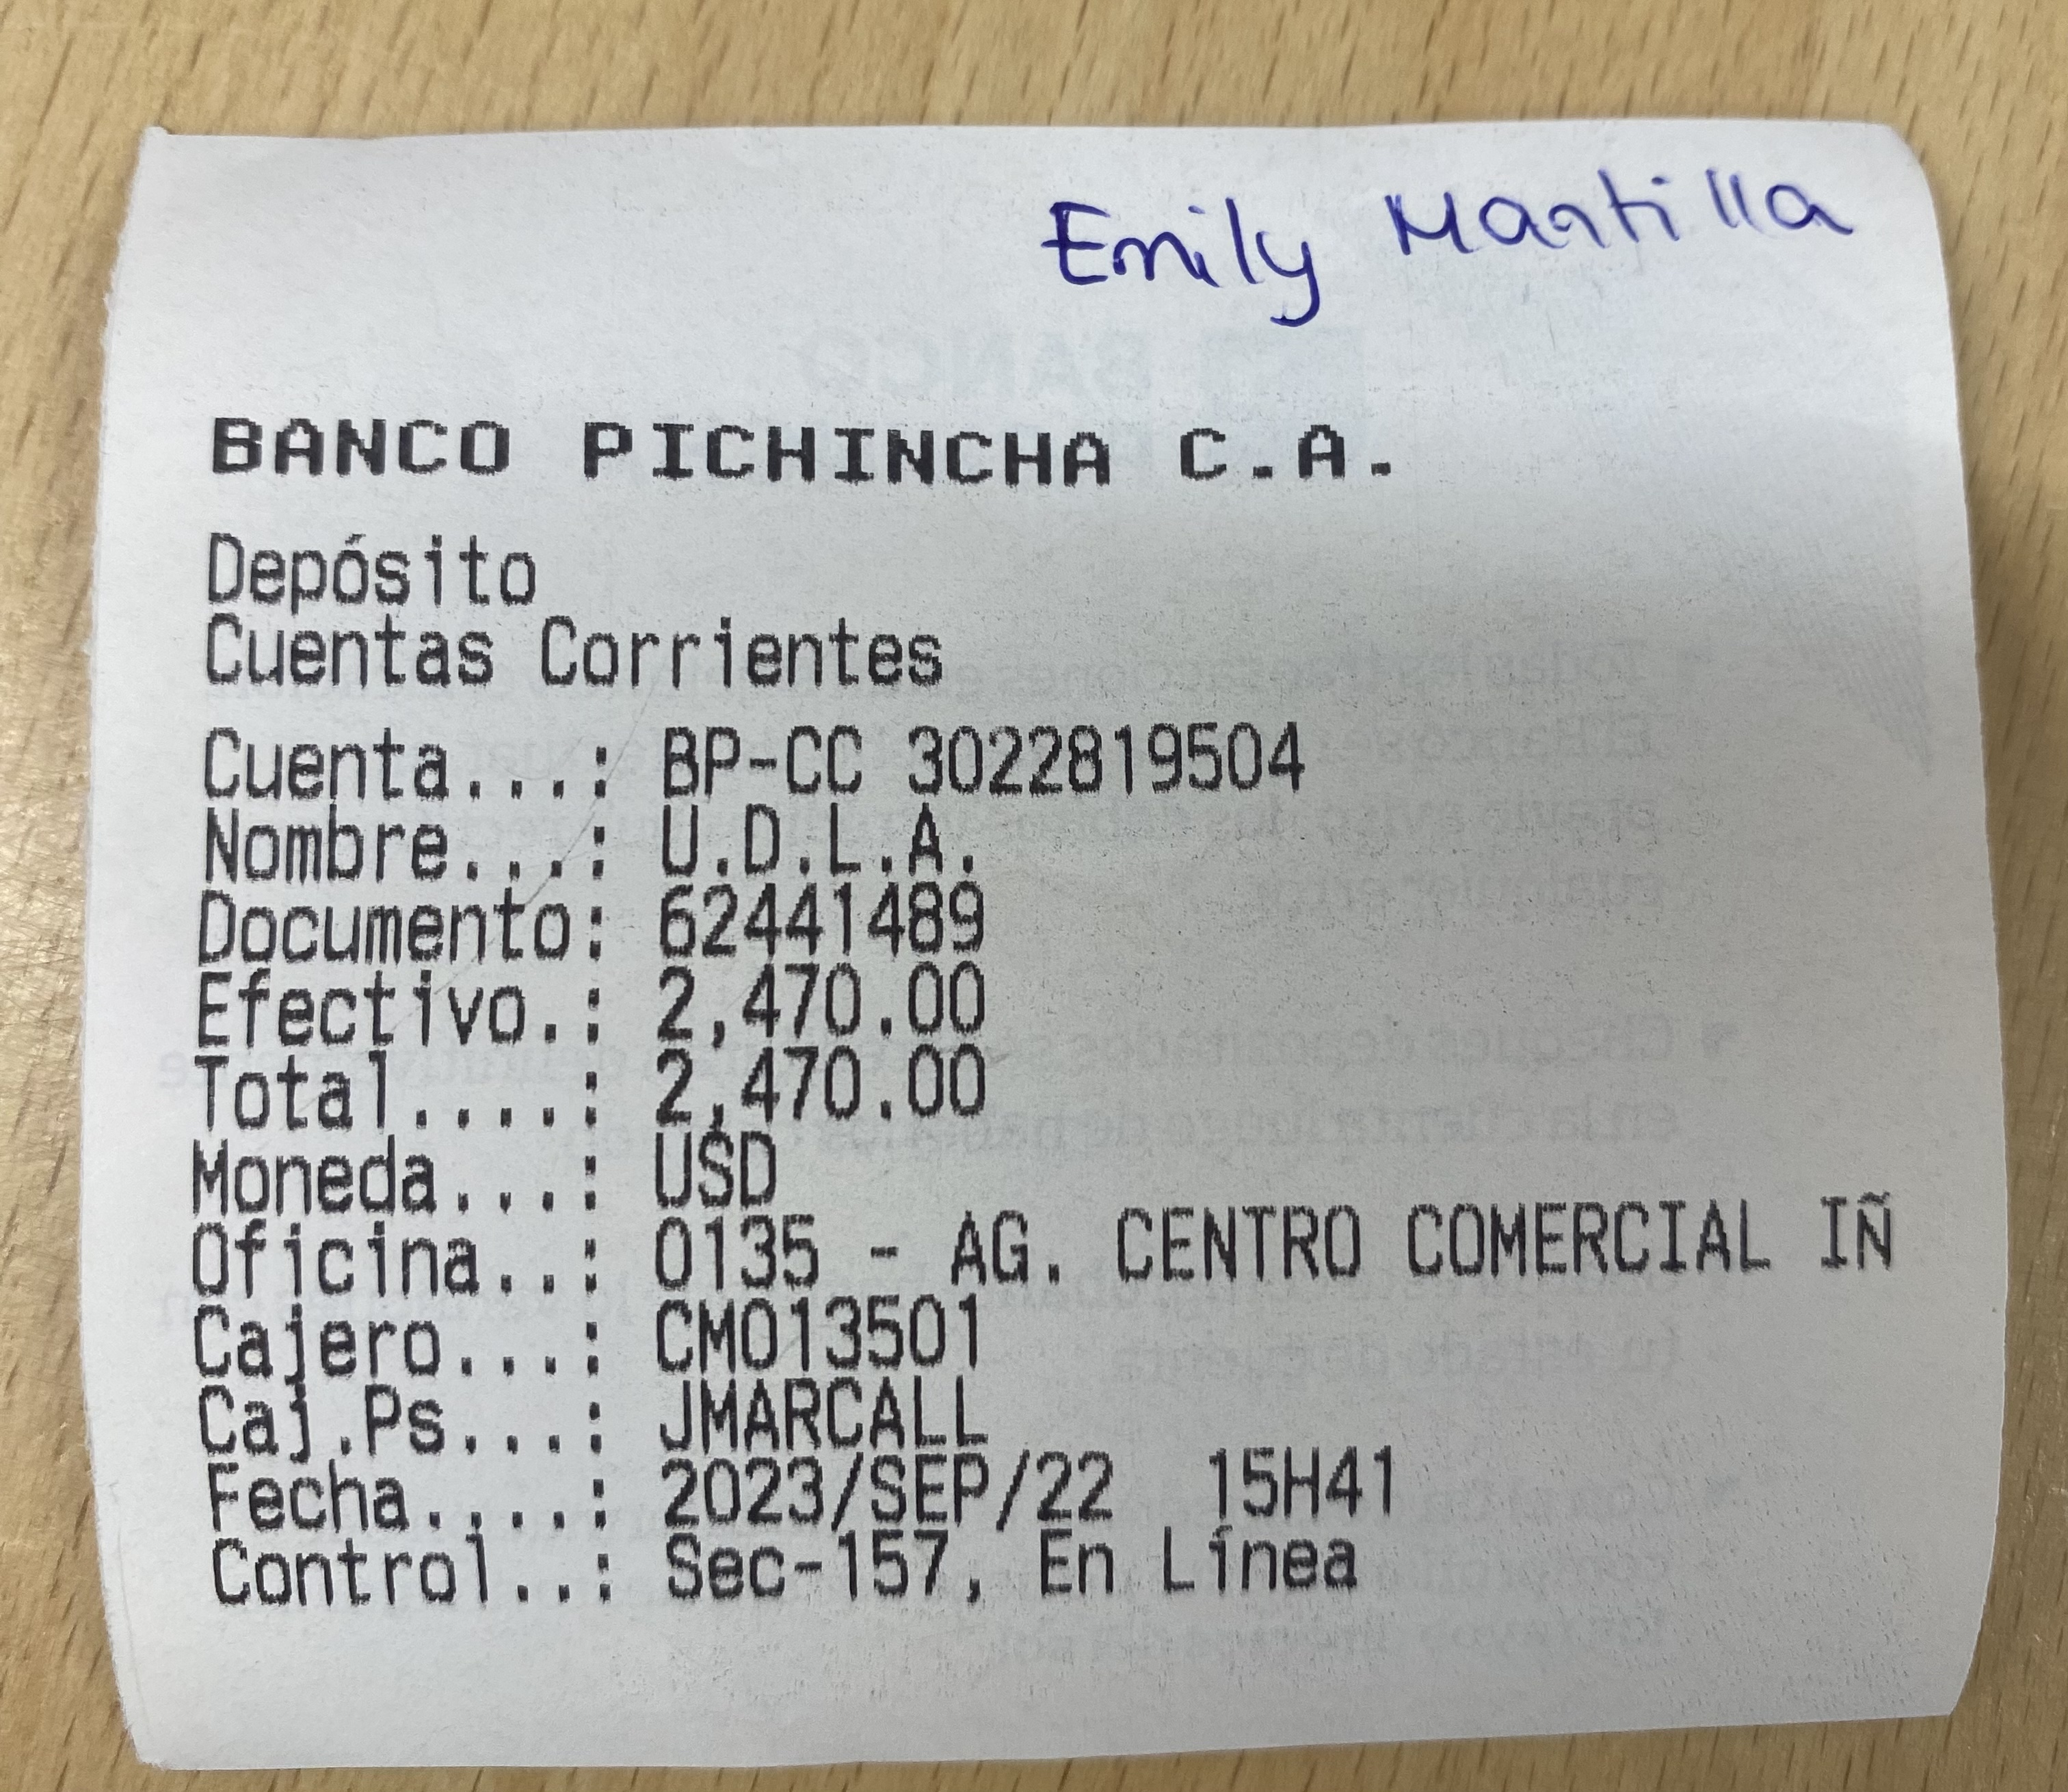 Emily Mantilla
BANCO PICHINCHA C.A.
Depósito
Cuentas Corrientes
Cuenta...: BP-CC 3022819504
Nombre...: U.D.L.A.
Documento: 62441489
Efectivo.: 2,470.00
Total....: 2,470.00
Moneda...: USD
Oficina..: 0135 - AG. CENTRO COMERCIAL IÑ
Cajero...: CM013501
Caj.Ps...: JMARCALL
Fecha....: 2023/SEP/22  15H41
Control..: Sec-157, En Línea